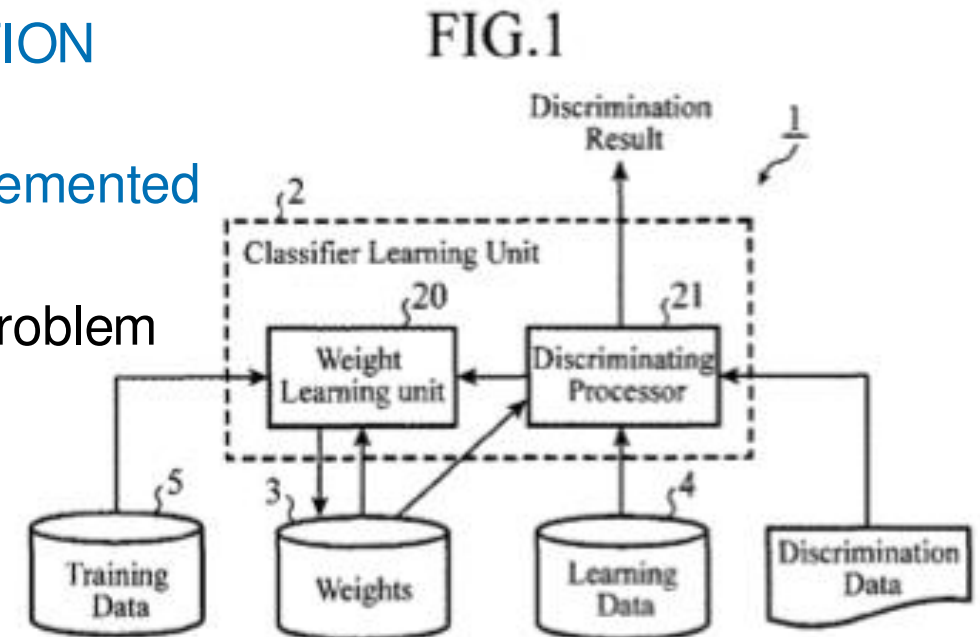 TION
FIG.1
Discrimination
Result
1
emented
2
Classifier Learning Unit
roblem
20
21
Weight
Learning unit
Discriminating
Processor
5
3
4
Training
Data
Weights
Learning
Data
Discrimination
Data